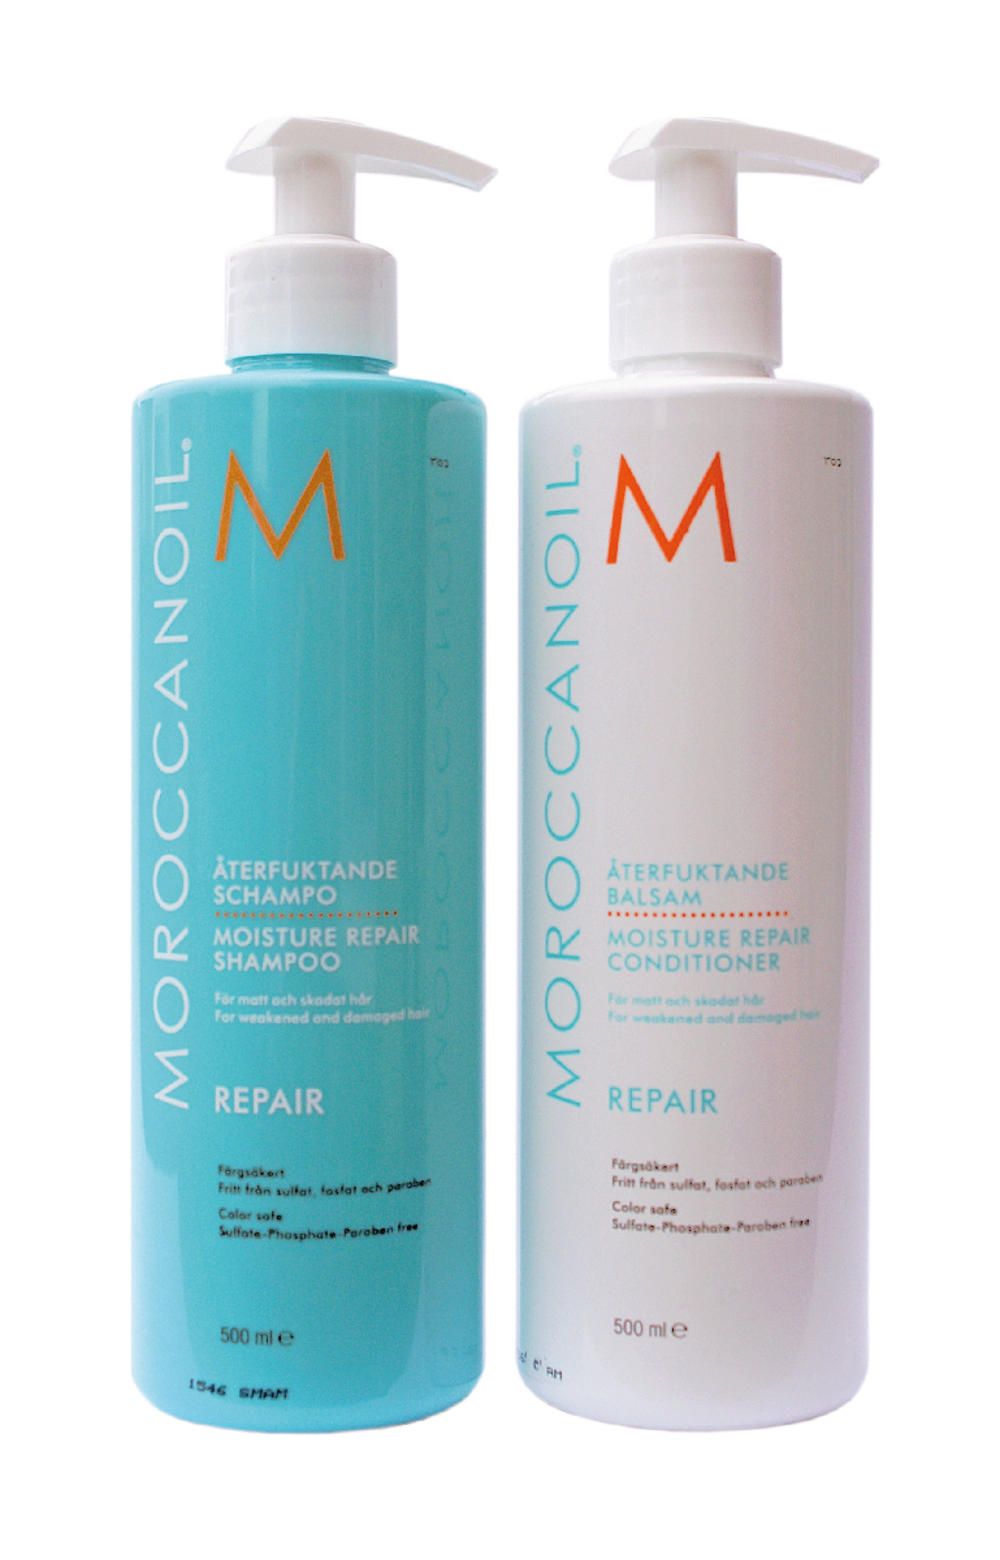 MOROCCANOIL®
M
ÅTERFUKTANDE
SCHAMPO
MOISTURE REPAIR
SHAMPOO
För matt och skadat hår
For weakened and damaged hair
REPAIR
Färgsäkert
Fritt från sulfat, fosfat och paraben
Color safe
Sulfate-Phosphate-Paraben free
500 ml ℮
1546 SMAM
MOROCCANOIL®
M
ÅTERFUKTANDE
BALSAM
MOISTURE REPAIR
CONDITIONER
För matt och skadat hår
For weakened and damaged hair
REPAIR
Färgsäkert
Fritt från sulfat, fosfat och paraben
Color safe
Sulfate-Phosphate-Paraben free
500 ml ℮